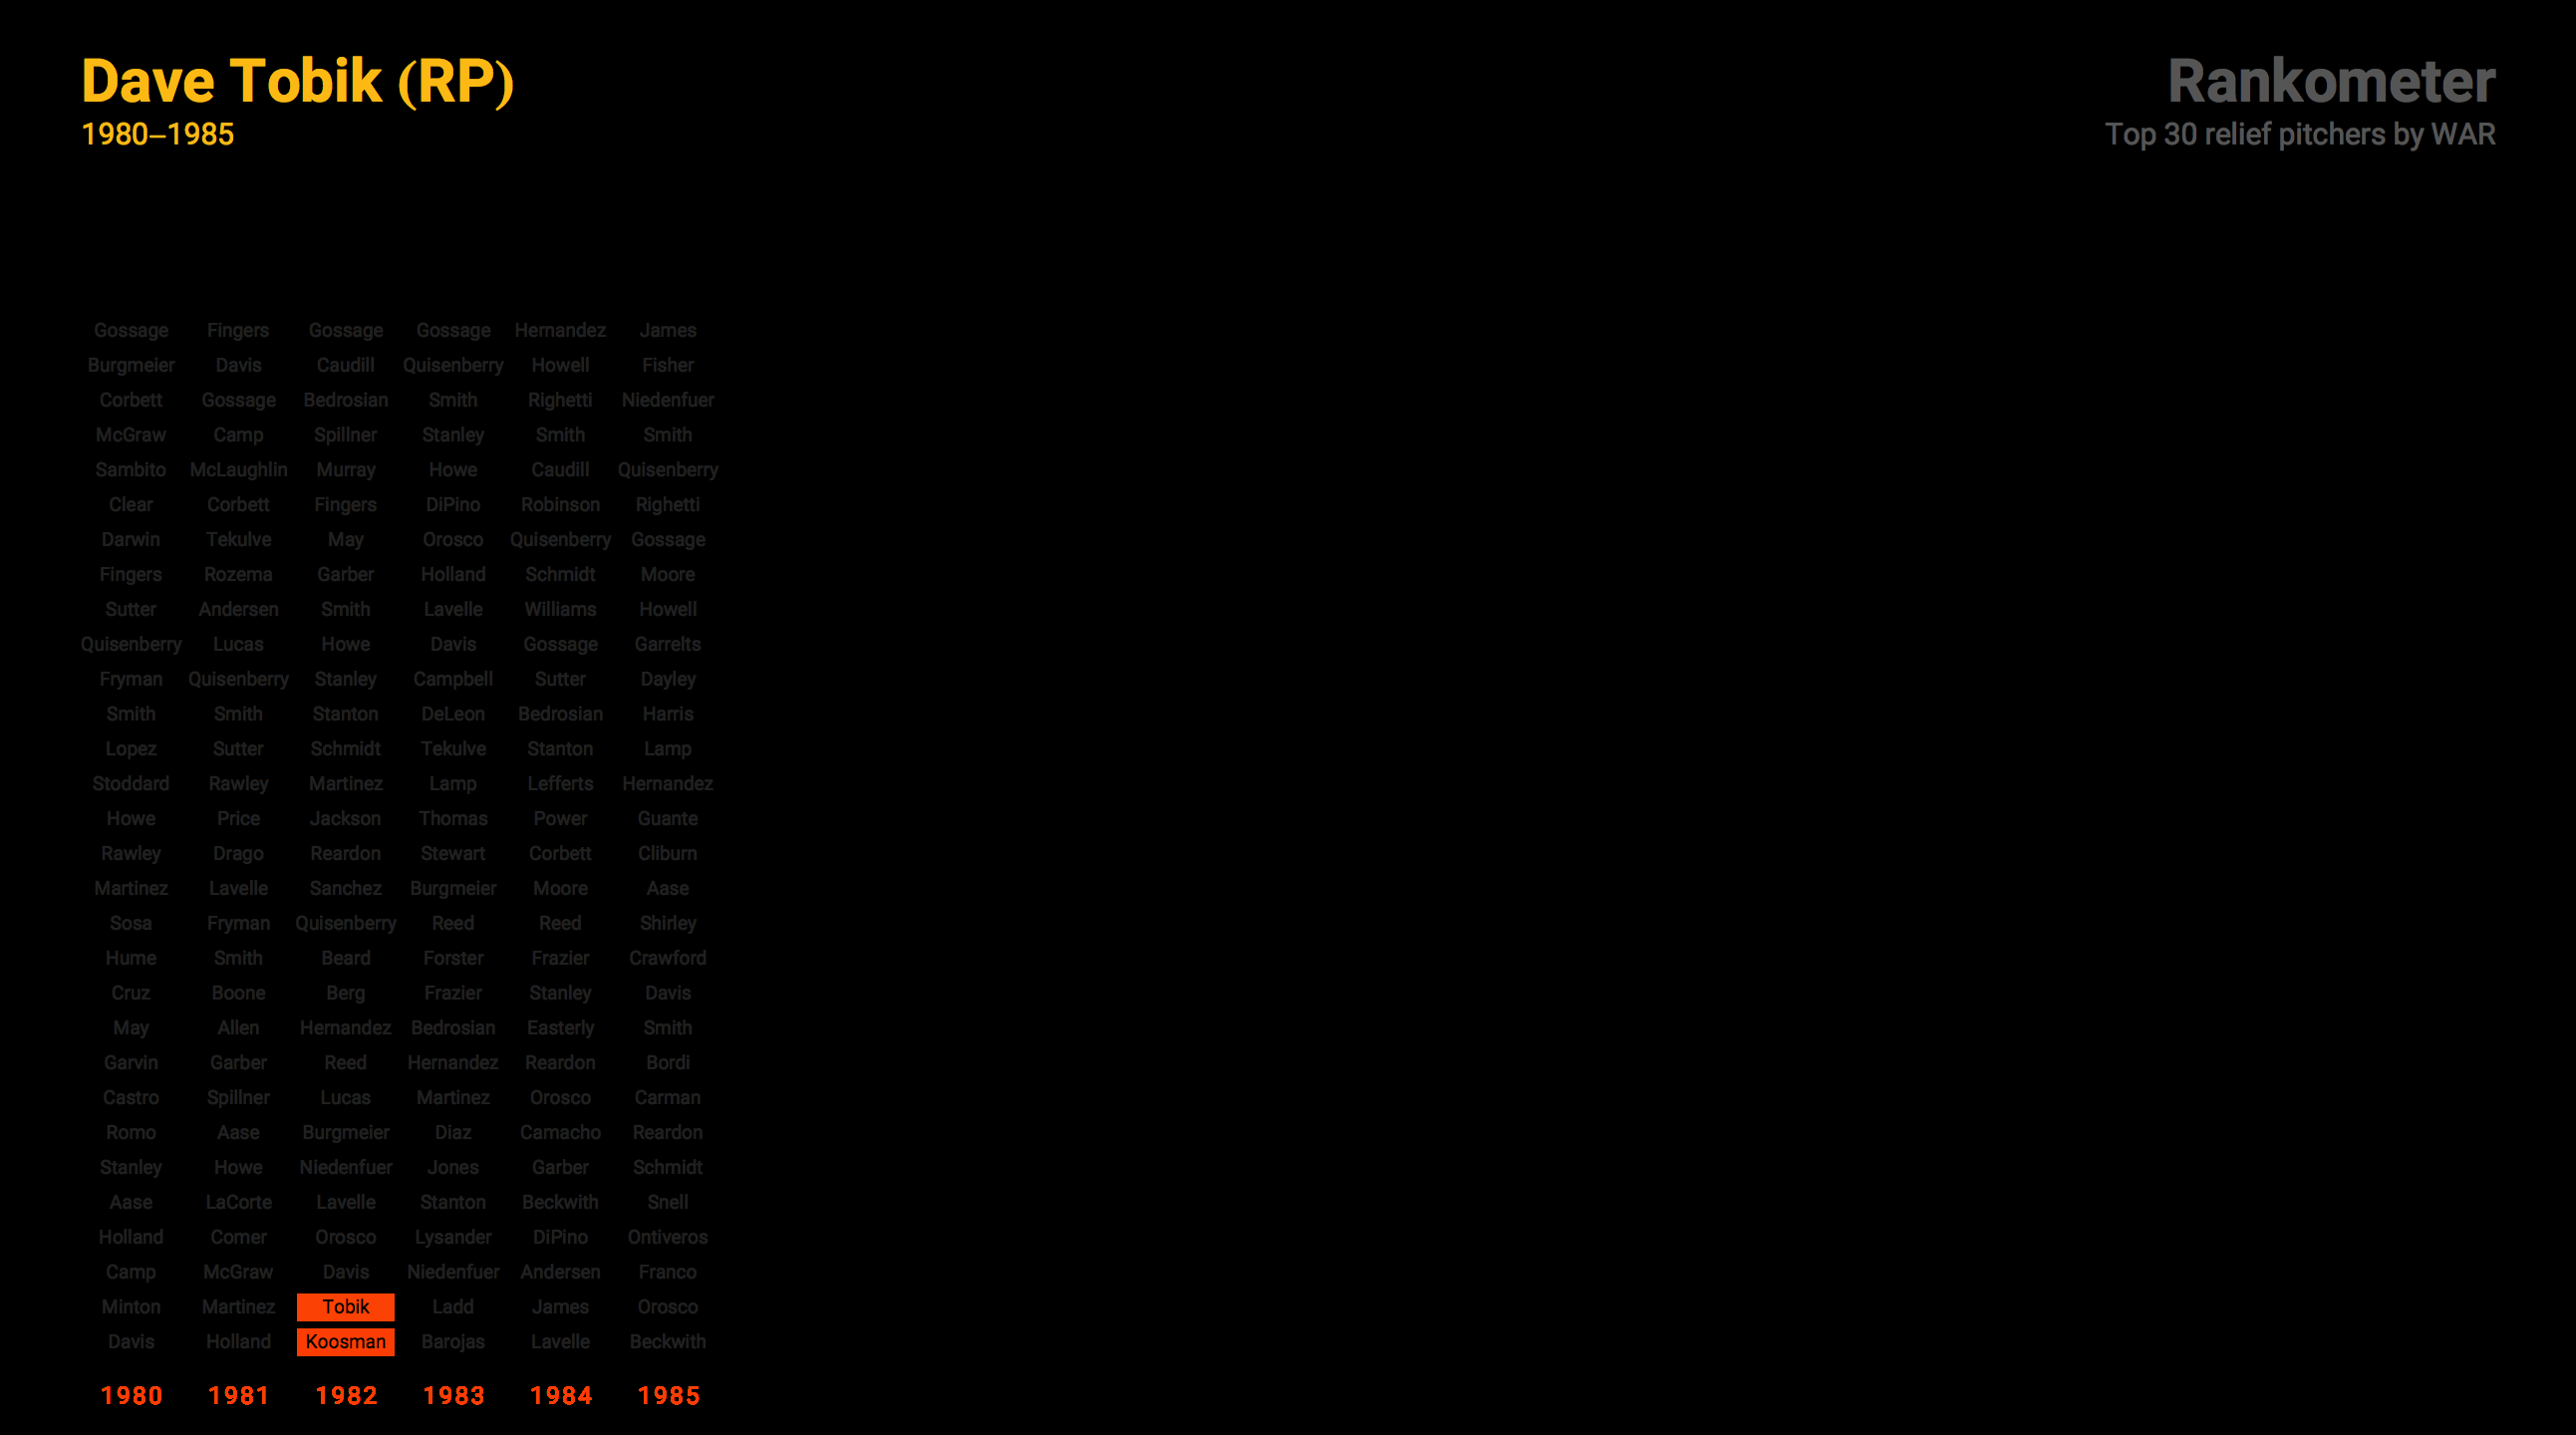 Dave Tobik (RP)
1980–1985
Rankometer
Top 30 relief pitchers by WAR
Gossage Fingers Gossage Gossage Hernandez James
Burgmeier Davis Caudill Quisenberry Howell Fisher
Corbett Gossage Bedrosian Smith Righetti Niedenfuer
McGraw Camp Spillner Stanley Smith Smith
Sambito McLaughlin Murray Howe Caudill Quisenberry
Clear Corbett Fingers DiPino Robinson Righetti
Darwin Tekulve May Orosco Quisenberry Gossage
Fingers Rozema Garber Holland Schmidt Moore
Sutter Andersen Smith Lavelle Williams Howell
Quisenberry Lucas Howe Davis Gossage Garrelts
Fryman Quisenberry Stanley Campbell Sutter Dayley
Smith Smith Stanton DeLeon Bedrosian Harris
Lopez Sutter Schmidt Tekulve Stanton Lamp
Stoddard Rawley Martinez Lamp Lefferts Hernandez
Howe Price Jackson Thomas Power Guante
Rawley Drago Reardon Stewart Corbett Cliburn
Martinez Lavelle Sanchez Burgmeier Moore Aase
Sosa Fryman Quisenberry Reed Reed Shirley
Hume Smith Beard Forster Frazier Crawford
Cruz Boone Berg Frazier Stanley Davis
May Allen Hernandez Bedrosian Easterly Smith
Garvin Garber Reed Hernandez Reardon Bordi
Castro Spillner Lucas Martinez Orosco Carman
Romo Aase Burgmeier Diaz Camacho Reardon
Stanley Howe Niedenfuer Jones Garber Schmidt
Aase LaCorte Lavelle Stanton Beckwith Snell
Holland Comer Orosco Lysander DiPino Ontiveros
Camp McGraw Davis Niedenfuer Andersen Franco
Minton Martinez Tobik Ladd James Orosco
Davis Holland Koosman Barojas Lavelle Beckwith
1980 1981 1982 1983 1984 1985